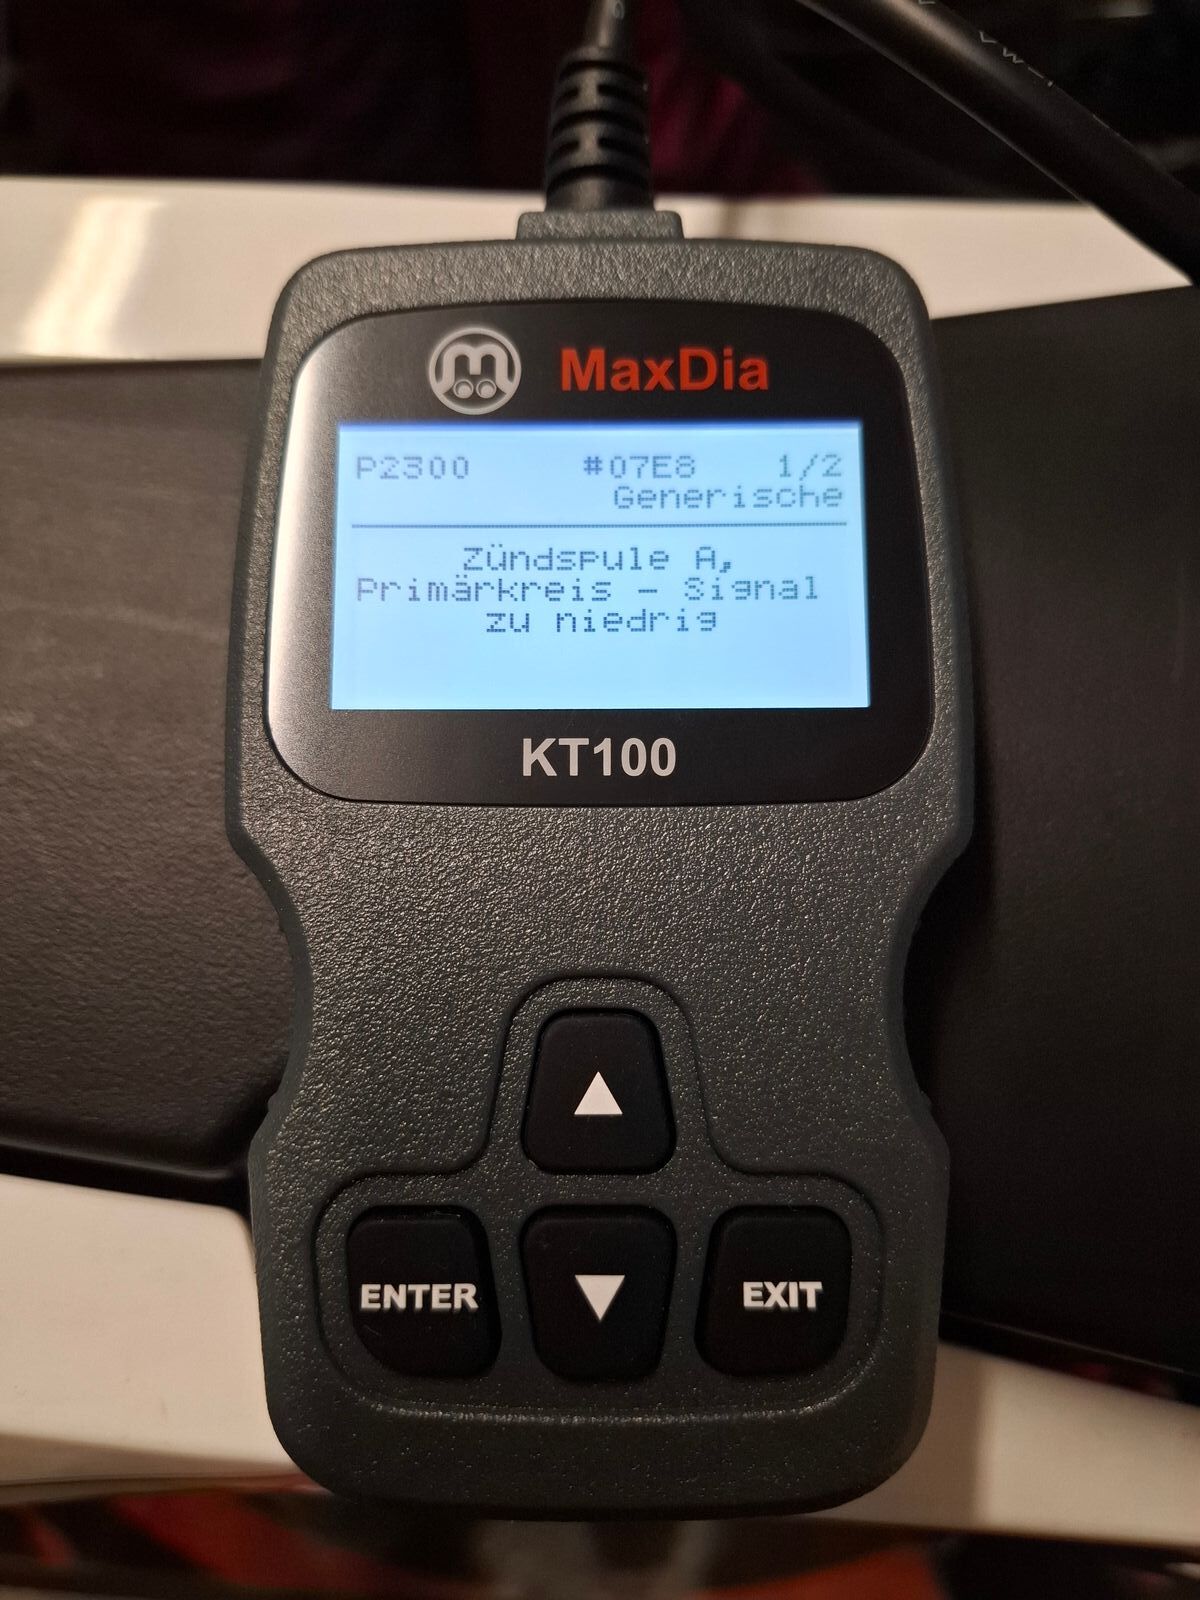 MaxDia
P2300 #07E8 1/2
Generische
Zündspule A,
Primärkreis - Signal
zu niedrig
KT100
ENTER
EXIT